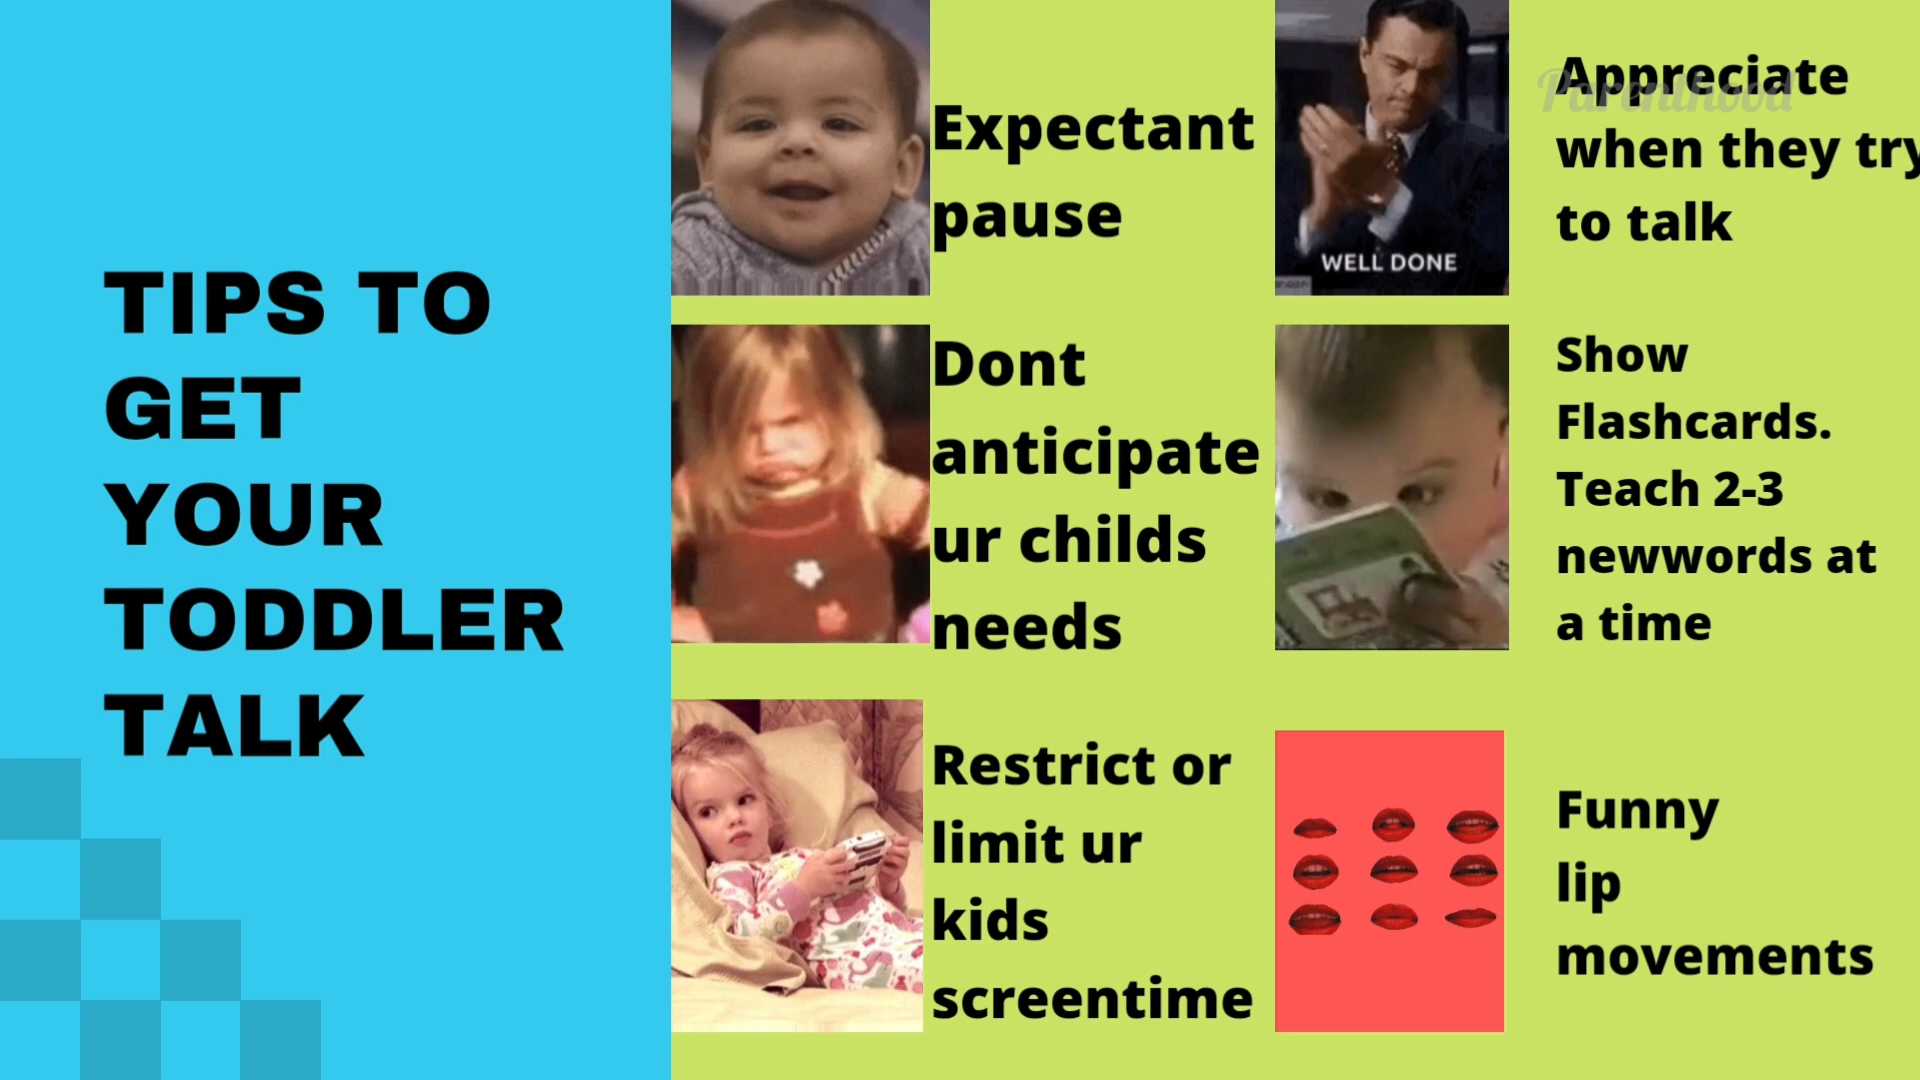 TIPS TO
GET
YOUR
TODDLER
TALK
Expectant
pause
Dont
anticipate
ur childs
needs
Restrict or
limit ur
kids
screentime
WELL DONE
Parenthood
Appreciate
when they try
to talk
Show
Flashcards.
Teach 2-3
newwords at
a time
Funny
lip
movements